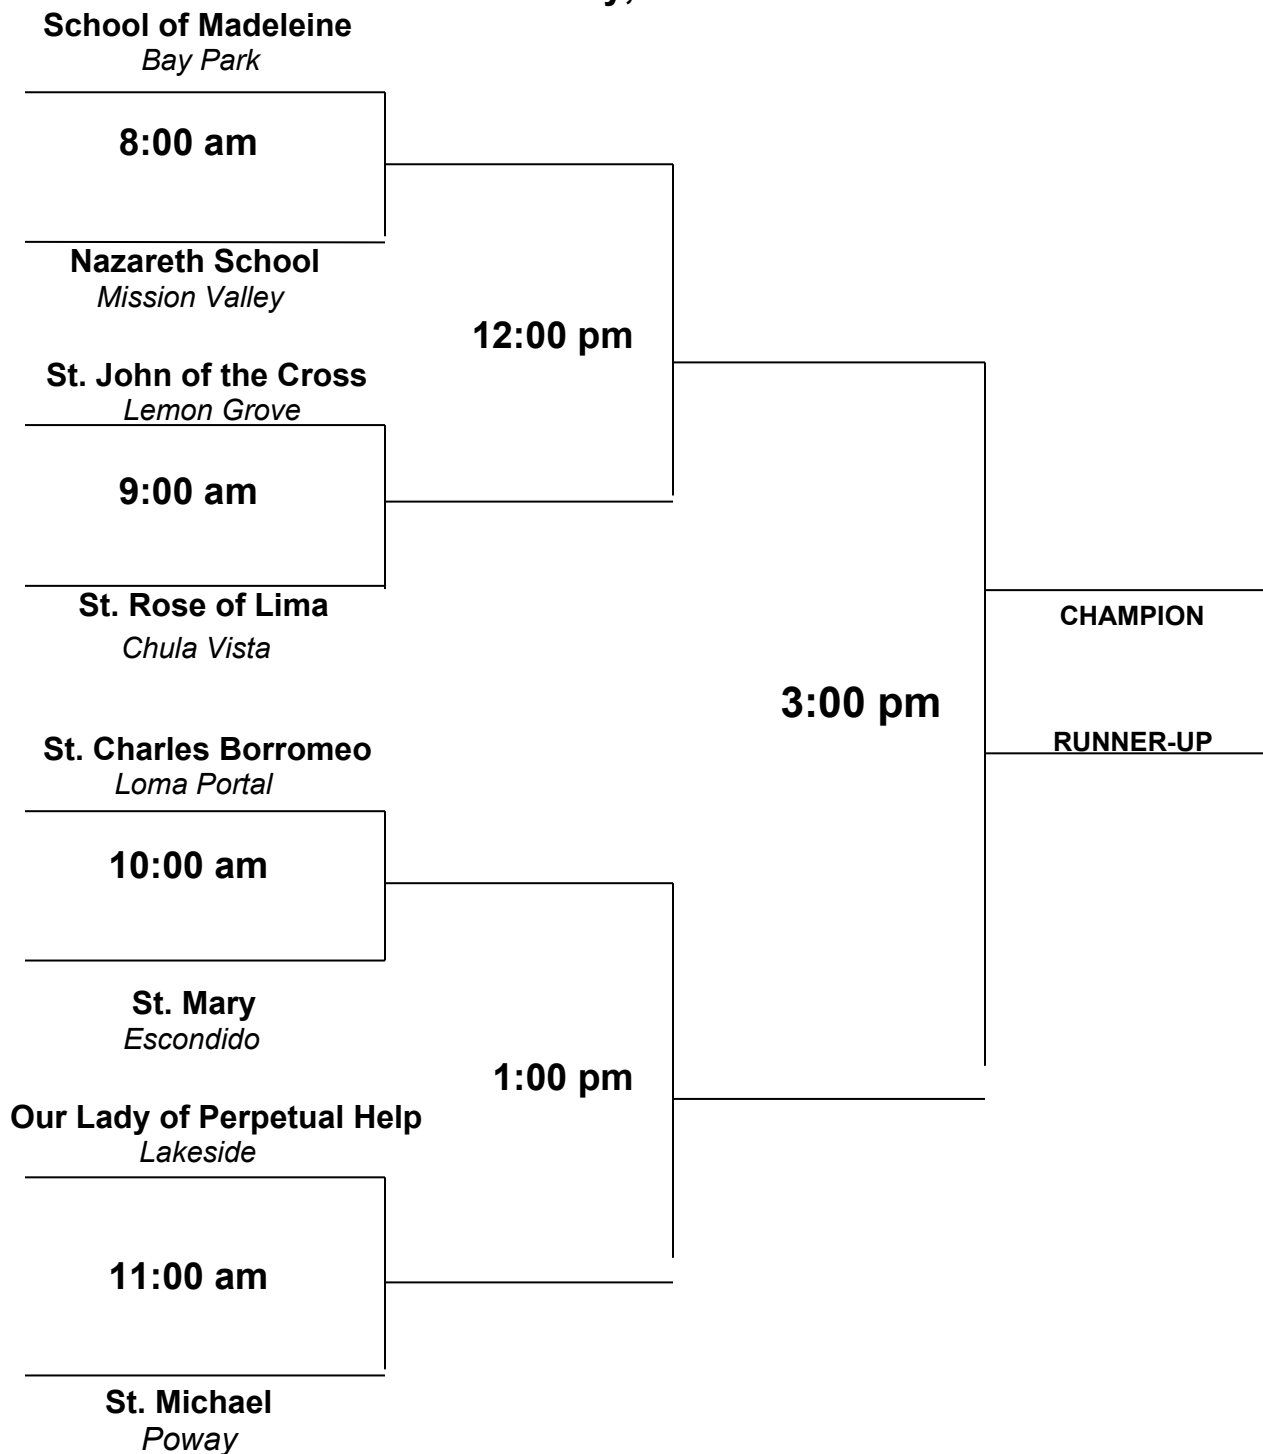 School of Madeleine
Bay Park
8:00 am
Nazareth School
Mission Valley
12:00 pm
St. John of the Cross
Lemon Grove
9:00 am
St. Rose of Lima
Chula Vista
CHAMPION
3:00 pm
RUNNER-UP
St. Charles Borromeo
Loma Portal
10:00 am
St. Mary
Escondido
1:00 pm
Our Lady of Perpetual Help
Lakeside
11:00 am
St. Michael
Poway